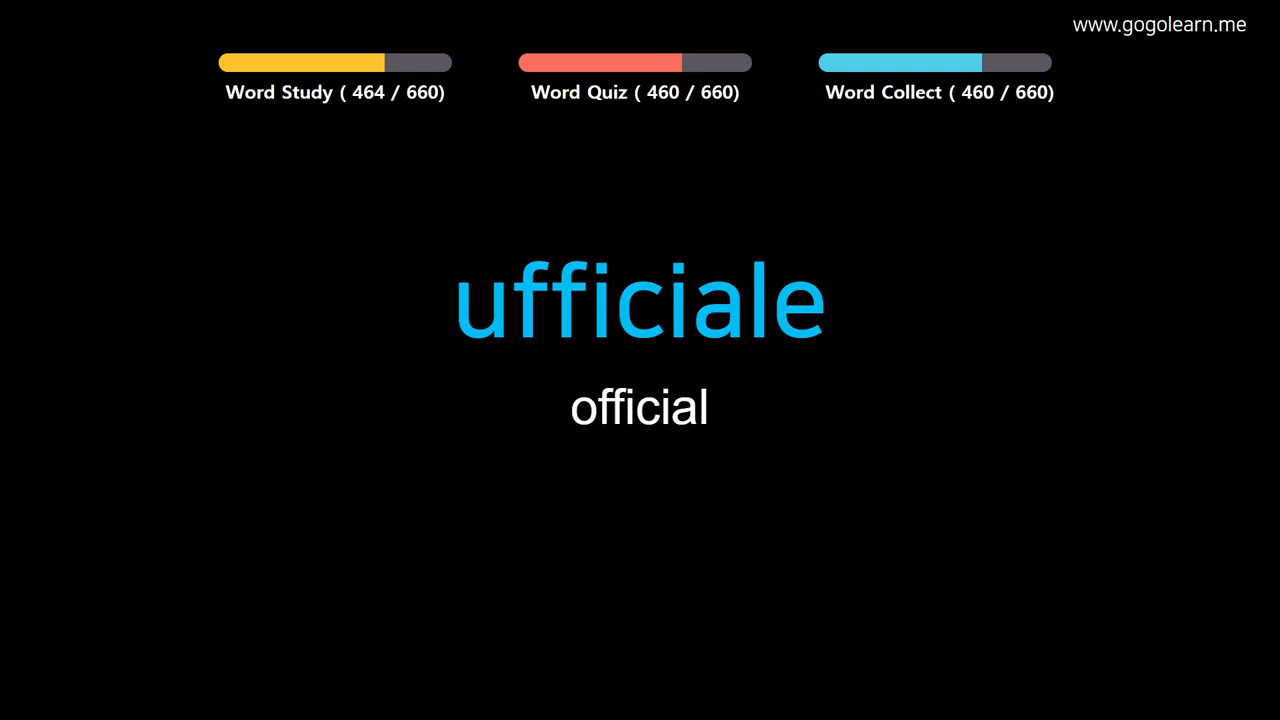 www.gogolearn.me
Word Study ( 464 / 660)
Word Quiz ( 460 / 660)
Word Collect ( 460 / 660)
ufficiale
official